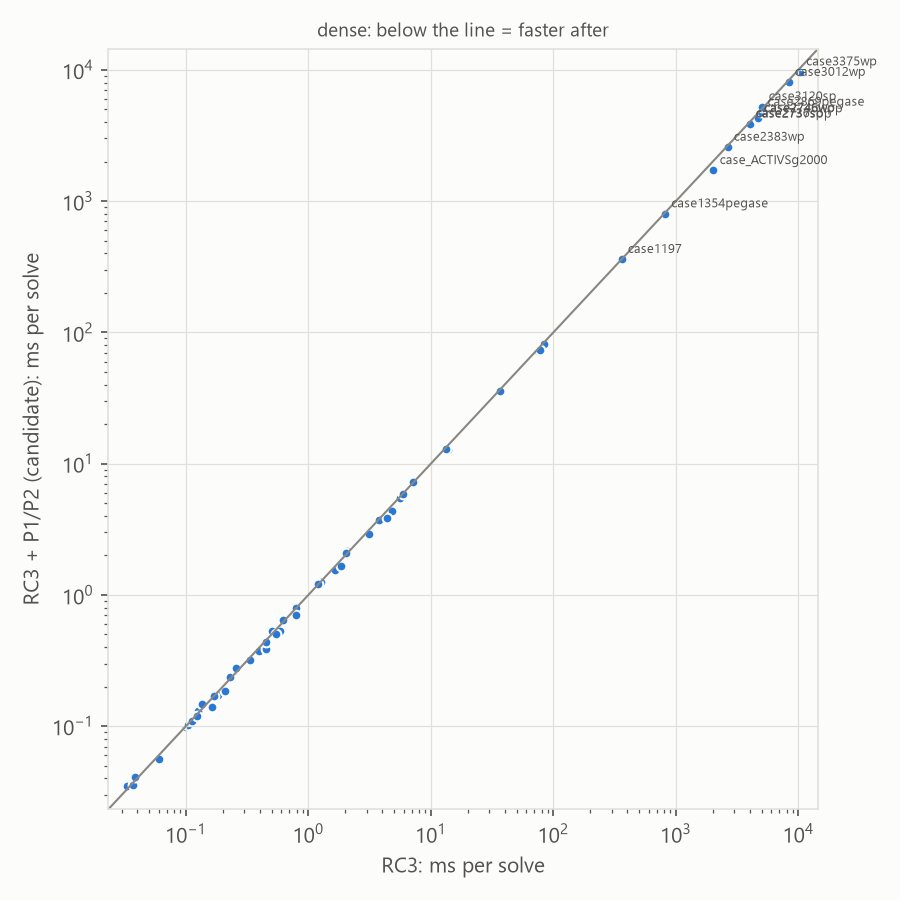 dense: below the line = faster after
case3375wp
case3012wp
case3120sp
case2383wp
case_ACTIVSg2000
case1354pegase
case1197
RC3 + P1/P2 (candidate): ms per solve
10⁴
10³
10²
10¹
10⁰
10⁻¹
10⁻¹
10⁰
10¹
10²
10³
10⁴
RC3: ms per solve